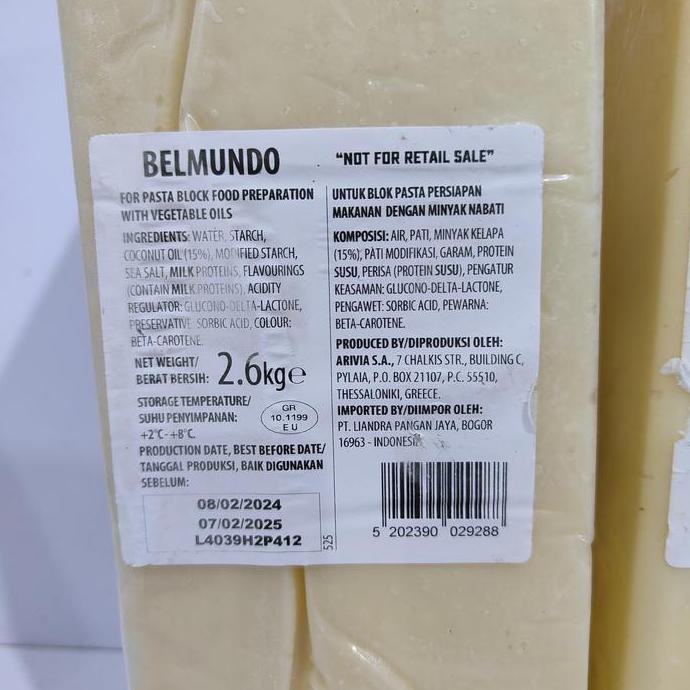 BELMUNDO
"NOT FOR RETAIL SALE"
FOR PASTA BLOCK FOOD PREPARATION
WITH VEGETABLE OILS
INGREDIENTS: WATER, STARCH,
COCONUT OIL (15%), MODIFIED STARCH,
SEA SALT, MILK PROTEINS, FLAVOURINGS
(CONTAIN MILK PROTEINS), ACIDITY
REGULATOR: GLUCONO-DELTA-LACTONE,
PRESERVATIVE: SORBIC ACID, COLOUR:
BETA-CAROTENE.
NET WEIGHT/
BERAT BERSIH: 2.6kg e
STORAGE TEMPERATURE/
SUHU PENYIMPANAN:
+2°C-+8°C.
GR
10.1199
EU
PRODUCTION DATE, BEST BEFORE DATE/
TANGGAL PRODUKSI, BAIK DIGUNAKAN
SEBELUM:
08/02/2024
07/02/2025
L4039H2P412
525
UNTUK BLOK PASTA PERSIAPAN
MAKANAN DENGAN MINYAK NABATI
KOMPOSISI: AIR, PATI, MINYAK KELAPA
(15%), PATI MODIFIKASI, GARAM, PROTEIN
SUSU, PERISA (PROTEIN SUSU), PENGATUR
KEASAMAN: GLUCONO-DELTA-LACTONE,
PENGAWET: SORBIC ACID, PEWARNA:
BETA-CAROTENE.
PRODUCED BY/DIPRODUKSI OLEH:
ARIVIA S.A., 7 CHALKIS STR., BUILDING C,
PYLAIA, P.O. BOX 21107, P.C. 55510,
THESSALONIKI, GREECE.
IMPORTED BY/DIIMPOR OLEH:
PT. LIANDRA PANGAN JAYA, BOGOR
16963 - INDONESIA
5 202390 029288